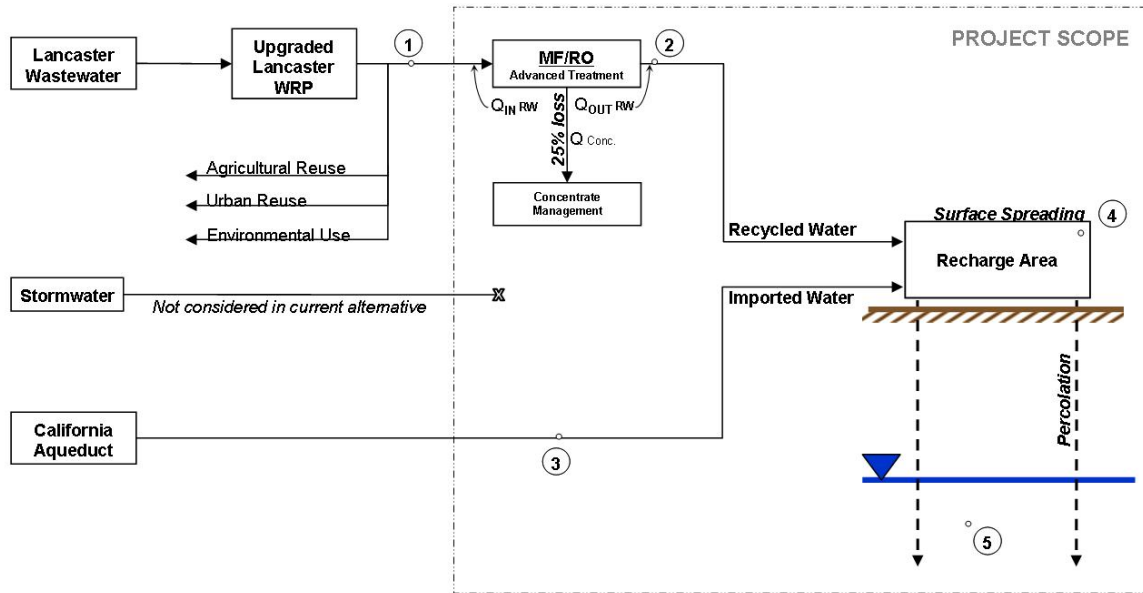 PROJECT SCOPE
Lancaster
Wastewater
Upgraded
Lancaster
WRP
1
MF/RO
Advanced Treatment
2
QIN RW
QOUT RW
25% loss
Q Conc.
Concentrate
Management
Agricultural Reuse
Urban Reuse
Environmental Use
Stormwater
Not considered in current alternative
X
Recycled Water
Imported Water
Surface Spreading
4
Recharge Area
Percolation
California
Aqueduct
3
5